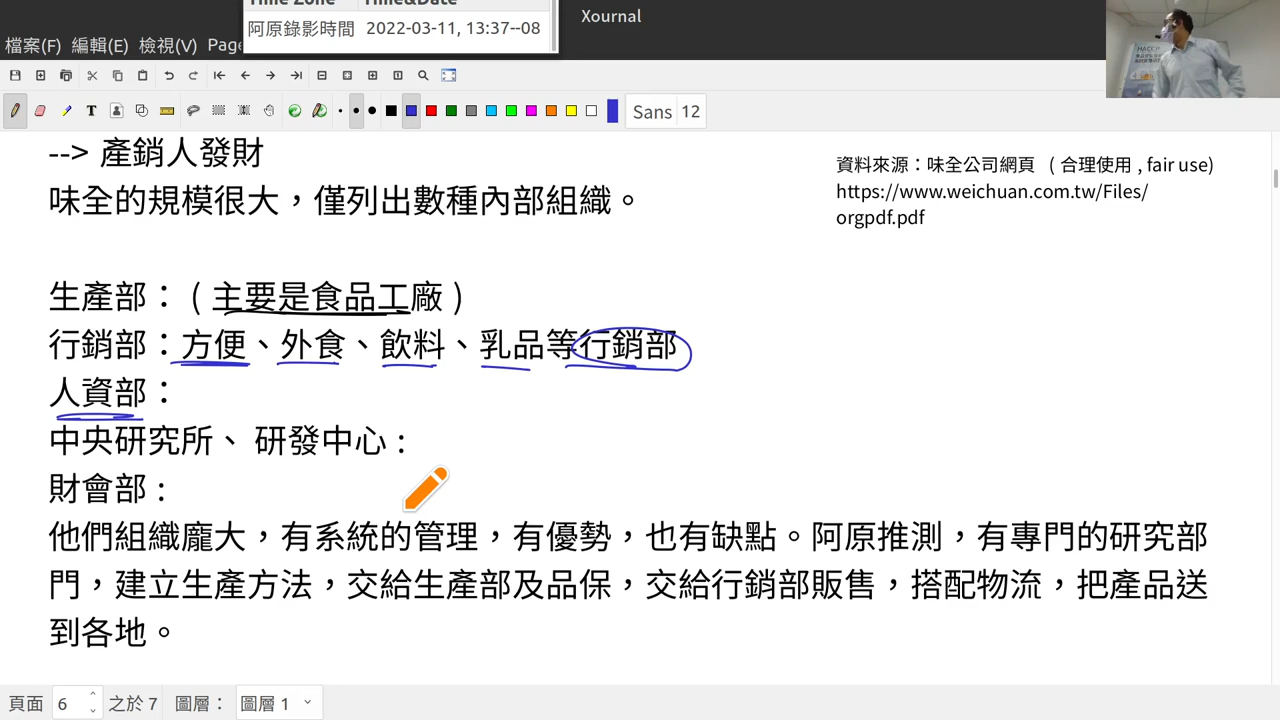 Time Zone Time&Date
阿原錄影時間 2022-03-11, 13:37--08
Xournal
檔案(F) 編輯(E) 檢視(V) Page
HACCP
Sans 12
--> 產銷人發財
味全的規模很大，僅列出數種內部組織。
資料來源：味全公司網頁 ( 合理使用 , fair use)
https://www.weichuan.com.tw/Files/
orgpdf.pdf
生產部： ( 主要是食品工廠 )
行銷部：方便、外食、飲料、乳品等行銷部
人資部：
中央研究所、 研發中心 :
財會部 :
他們組織龐大，有系統的管理，有優勢，也有缺點。阿原推測，有專門的研究部
門，建立生產方法，交給生產部及品保，交給行銷部販售，搭配物流，把產品送
到各地。
頁面 6 之於 7 圖層： 圖層 1